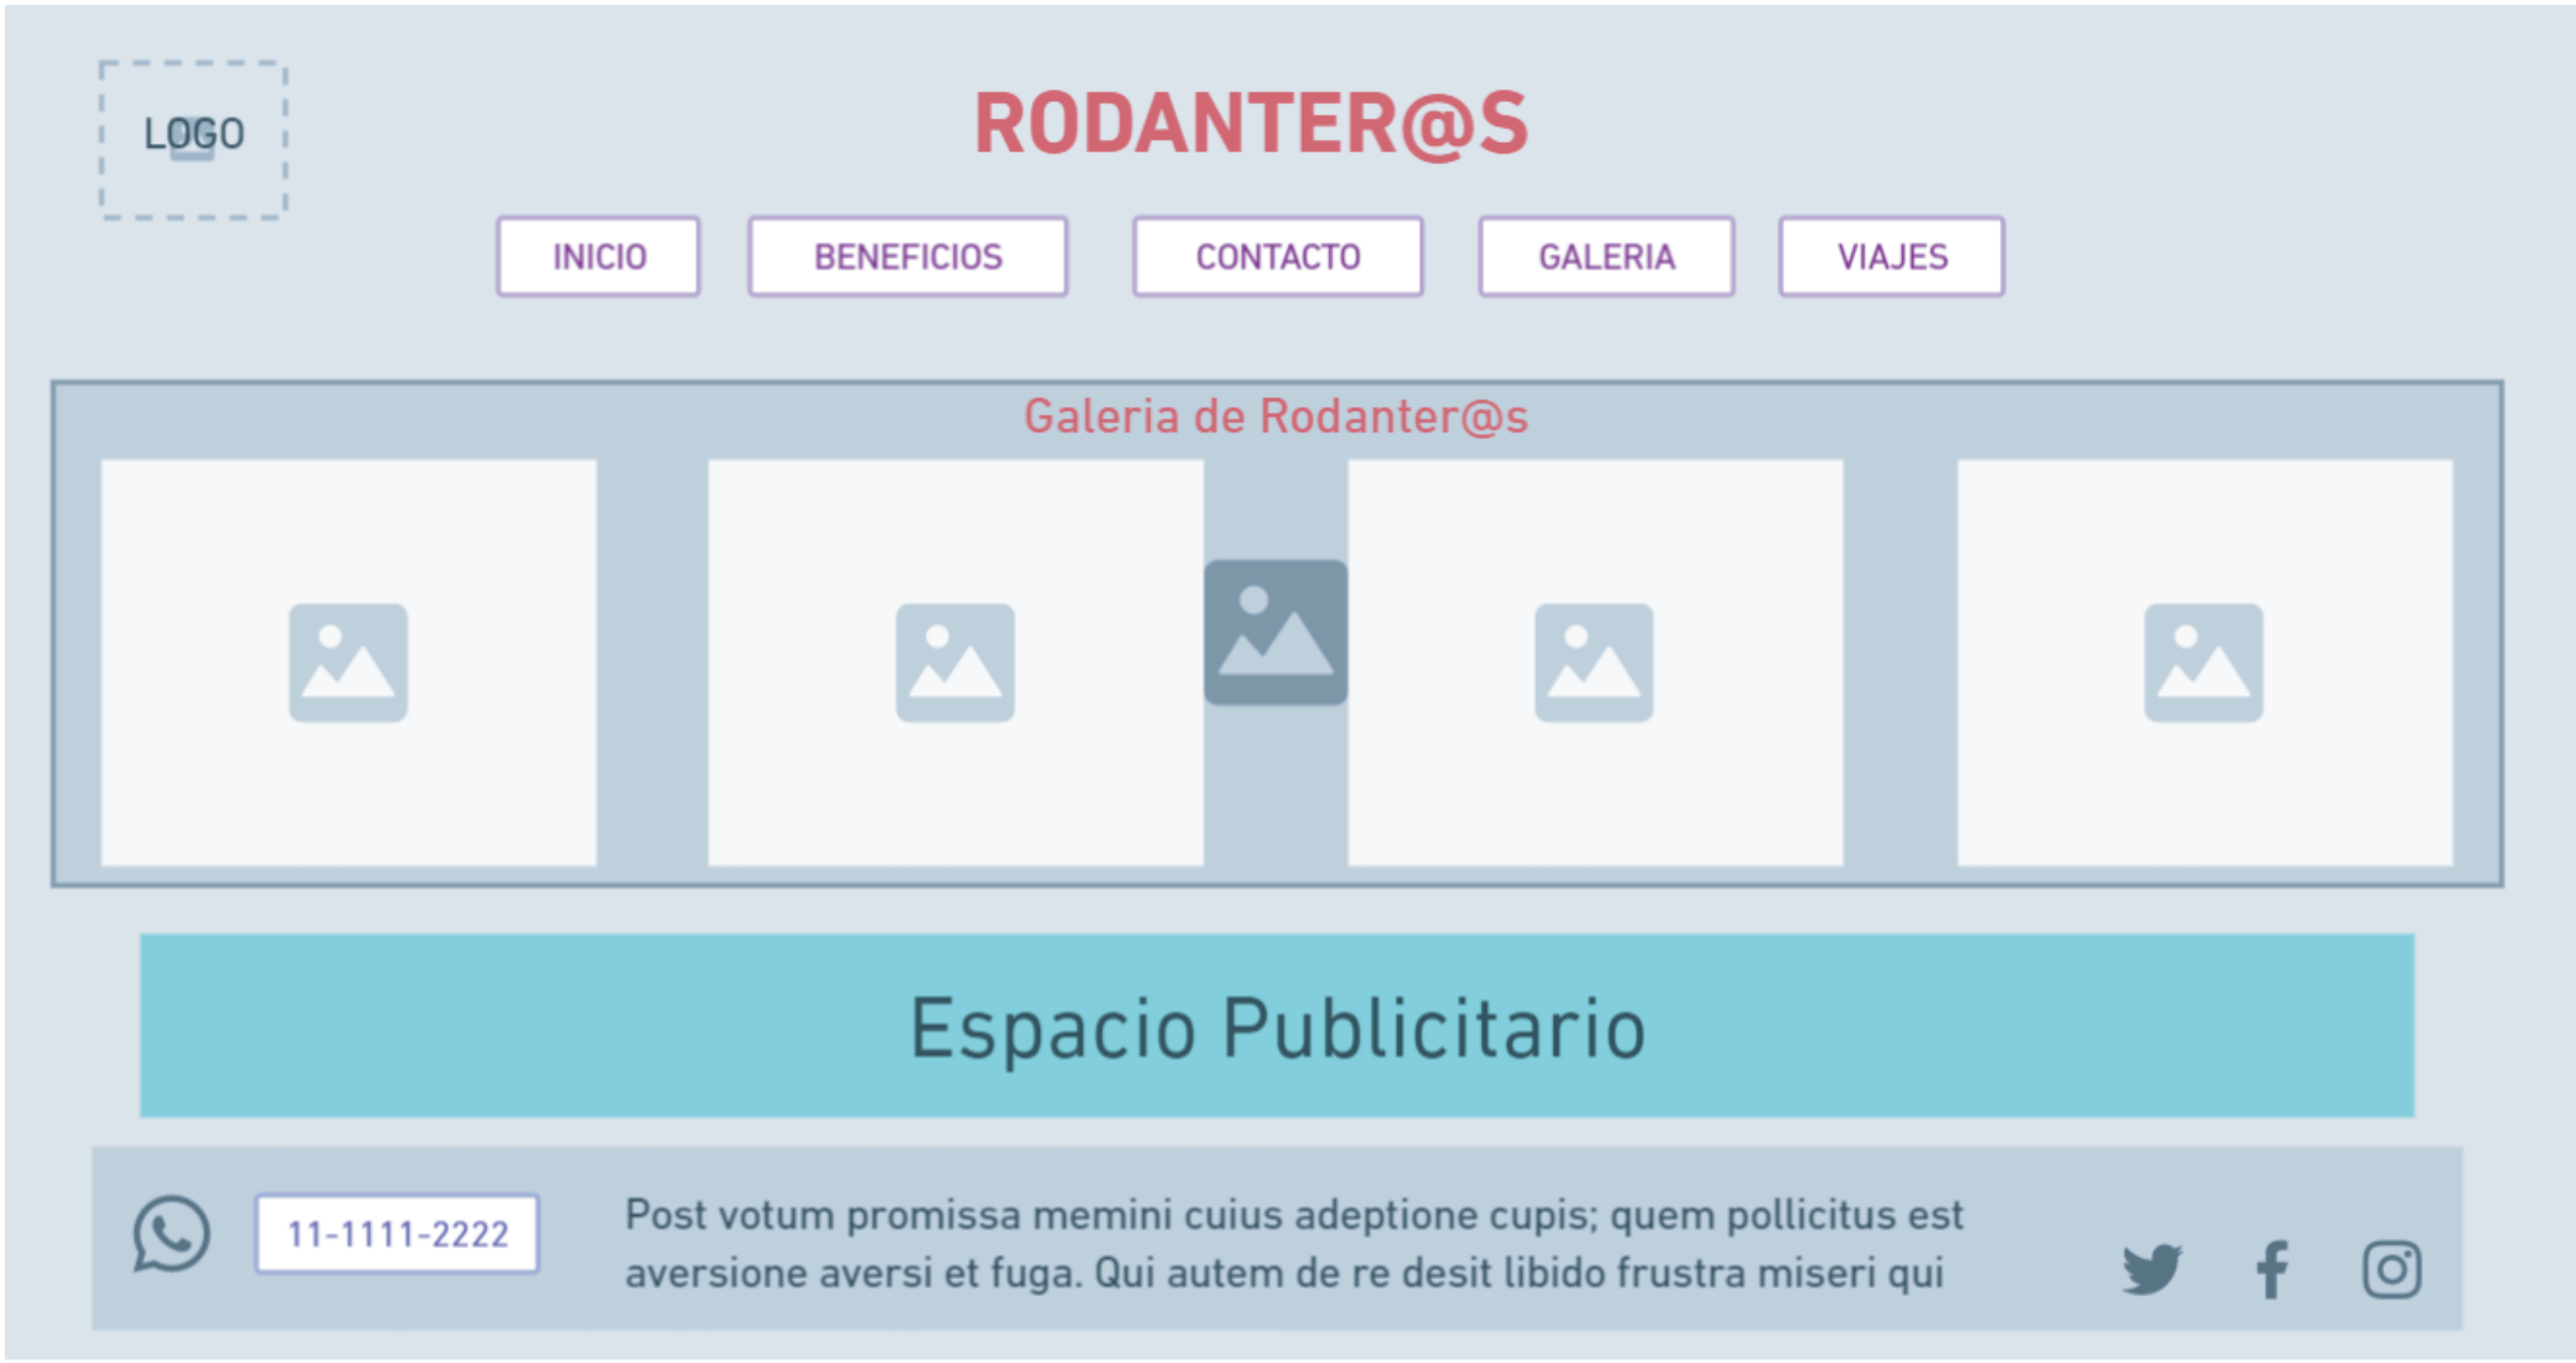 LOGO
RODANTER@S
INICIO
BENEFICIOS
CONTACTO
GALERIA
VIAJES
Galeria de Rodanter@s
Espacio Publicitario
11-1111-2222
Post votum promissa memini cuius adeptione cupis; quem pollicitus est
aversione aversi et fuga. Qui autem de re desit libido frustra miseri qui